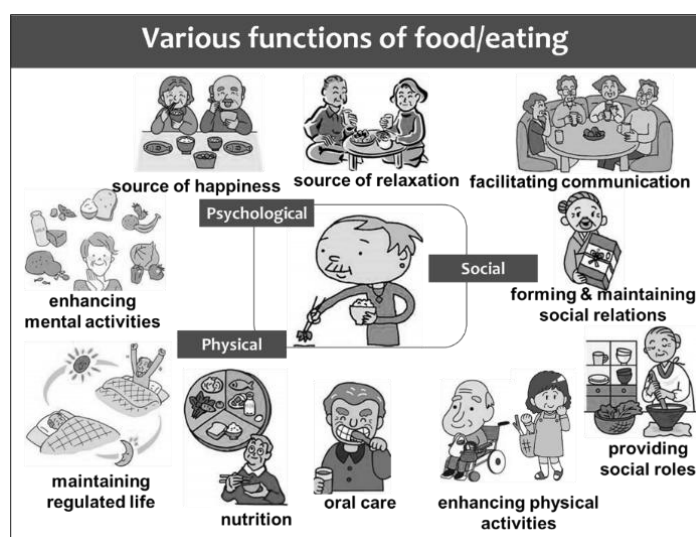 Various functions of food/eating
source of happiness
source of relaxation
facilitating communication
Psychological
Social
enhancing
mental activities
forming & maintaining
social relations
Physical
maintaining
regulated life
nutrition
oral care
enhancing physical
activities
providing
social roles